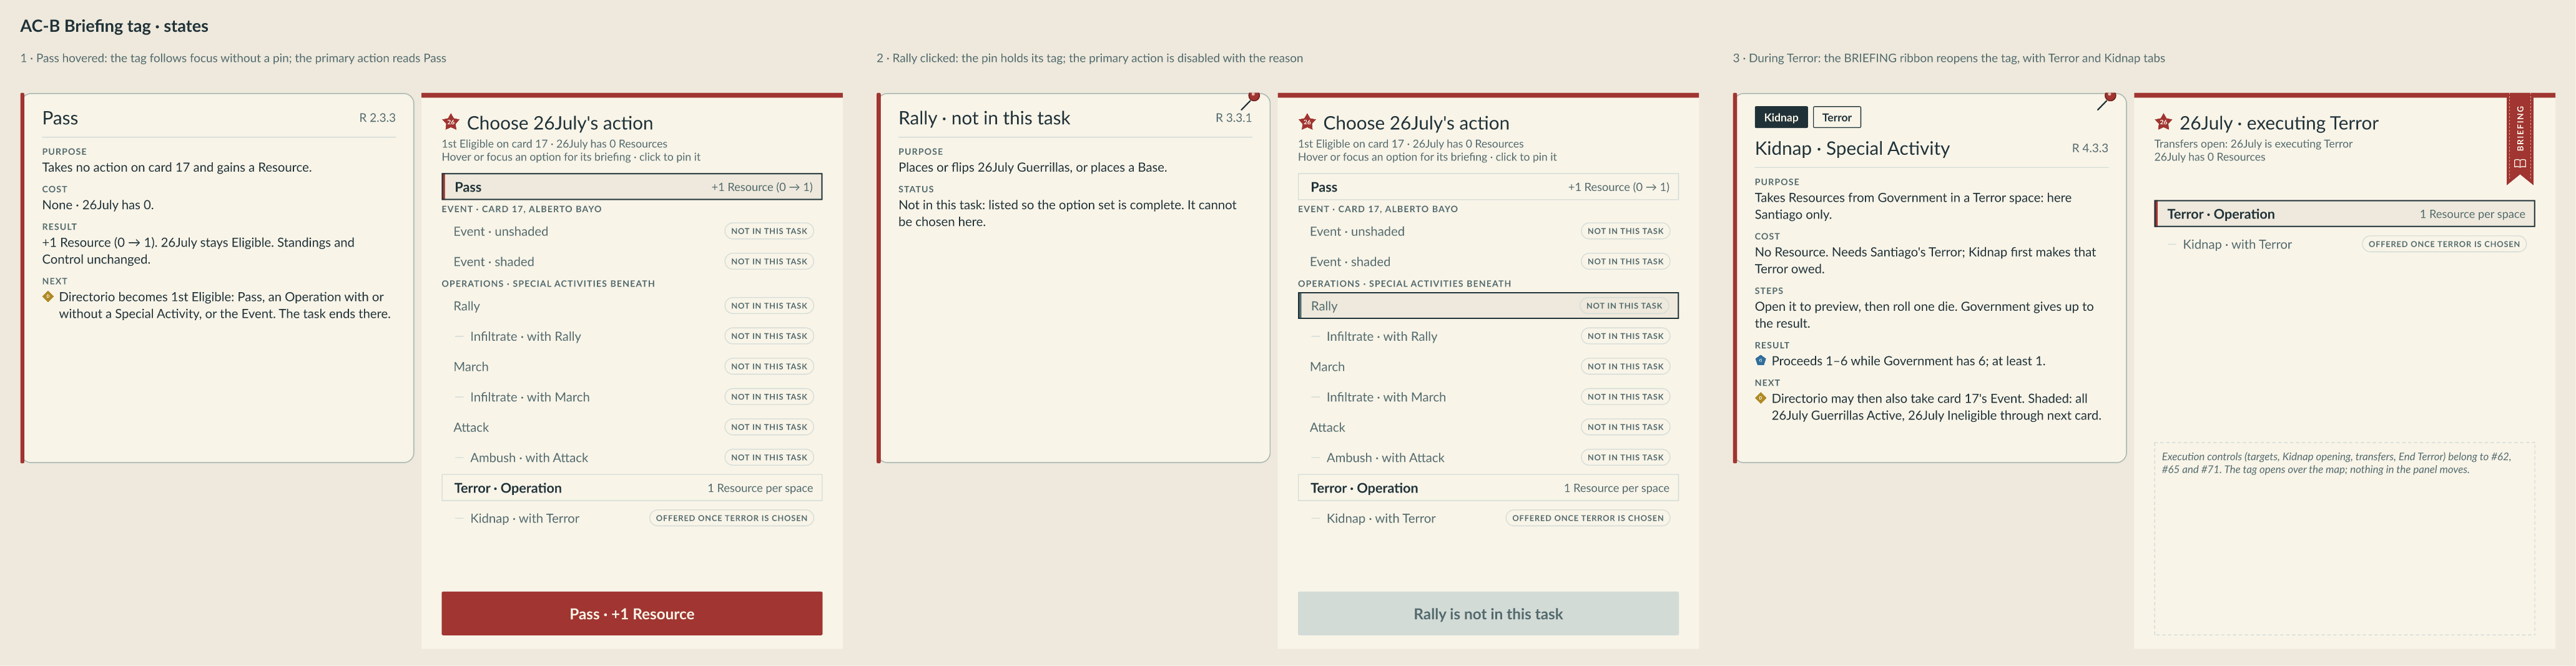 AC-B Briefing tag · states
1 · Pass hovered: the tag follows focus without a pin; the primary action reads Pass
Pass
R 2.3.3
PURPOSE
Takes no action on card 17 and gains a Resource.
COST
None · 26July has 0.
RESULT
+1 Resource (0 → 1). 26July stays Eligible. Standings and
Control unchanged.
NEXT
Directorio becomes 1st Eligible: Pass, an Operation with or
without a Special Activity, or the Event. The task ends there.
26
Choose 26July's action
1st Eligible on card 17 · 26July has 0 Resources
Hover or focus an option for its briefing · click to pin it
Pass +1 Resource (0 → 1)
EVENT · CARD 17, ALBERTO BAYO
Event · unshaded NOT IN THIS TASK
Event · shaded NOT IN THIS TASK
OPERATIONS · SPECIAL ACTIVITIES BENEATH
Rally NOT IN THIS TASK
— Infiltrate · with Rally NOT IN THIS TASK
March NOT IN THIS TASK
— Infiltrate · with March NOT IN THIS TASK
Attack NOT IN THIS TASK
— Ambush · with Attack NOT IN THIS TASK
Terror · Operation 1 Resource per space
— Kidnap · with Terror OFFERED ONCE TERROR IS CHOSEN
Pass · +1 Resource
2 · Rally clicked: the pin holds its tag; the primary action is disabled with the reason
Rally · not in this task
R 3.3.1
PURPOSE
Places or flips 26July Guerrillas, or places a Base.
STATUS
Not in this task: listed so the option set is complete. It cannot
be chosen here.
26
Choose 26July's action
1st Eligible on card 17 · 26July has 0 Resources
Hover or focus an option for its briefing · click to pin it
Pass +1 Resource (0 → 1)
EVENT · CARD 17, ALBERTO BAYO
Event · unshaded NOT IN THIS TASK
Event · shaded NOT IN THIS TASK
OPERATIONS · SPECIAL ACTIVITIES BENEATH
Rally NOT IN THIS TASK
— Infiltrate · with Rally NOT IN THIS TASK
March NOT IN THIS TASK
— Infiltrate · with March NOT IN THIS TASK
Attack NOT IN THIS TASK
— Ambush · with Attack NOT IN THIS TASK
Terror · Operation 1 Resource per space
— Kidnap · with Terror OFFERED ONCE TERROR IS CHOSEN
Rally is not in this task
3 · During Terror: the BRIEFING ribbon reopens the tag, with Terror and Kidnap tabs
Kidnap Terror
Kidnap · Special Activity
R 4.3.3
PURPOSE
Takes Resources from Government in a Terror space: here
Santiago only.
COST
No Resource. Needs Santiago's Terror; Kidnap first makes that
Terror owed.
STEPS
Open it to preview, then roll one die. Government gives up to
the result.
RESULT
Proceeds 1–6 while Government has 6; at least 1.
NEXT
Directorio may then also take card 17's Event. Shaded: all
26July Guerrillas Active, 26July Ineligible through next card.
26
26July · executing Terror
Transfers open: 26July is executing Terror
26July has 0 Resources
BRIEFING
Terror · Operation 1 Resource per space
— Kidnap · with Terror OFFERED ONCE TERROR IS CHOSEN
Execution controls (targets, Kidnap opening, transfers, End Terror) belong to #62,
#65 and #71. The tag opens over the map; nothing in the panel moves.